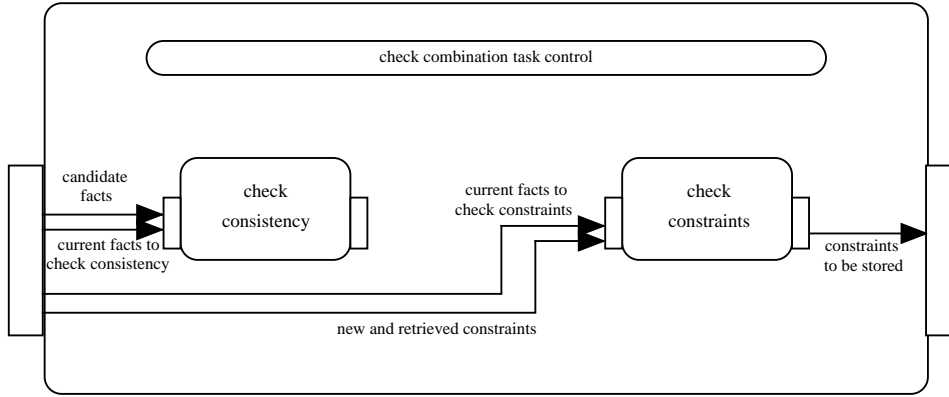 check combination task control
candidate
facts
check
consistency
current facts to
check consistency
current facts to
check constraints
check
constraints
constraints
to be stored
new and retrieved constraints